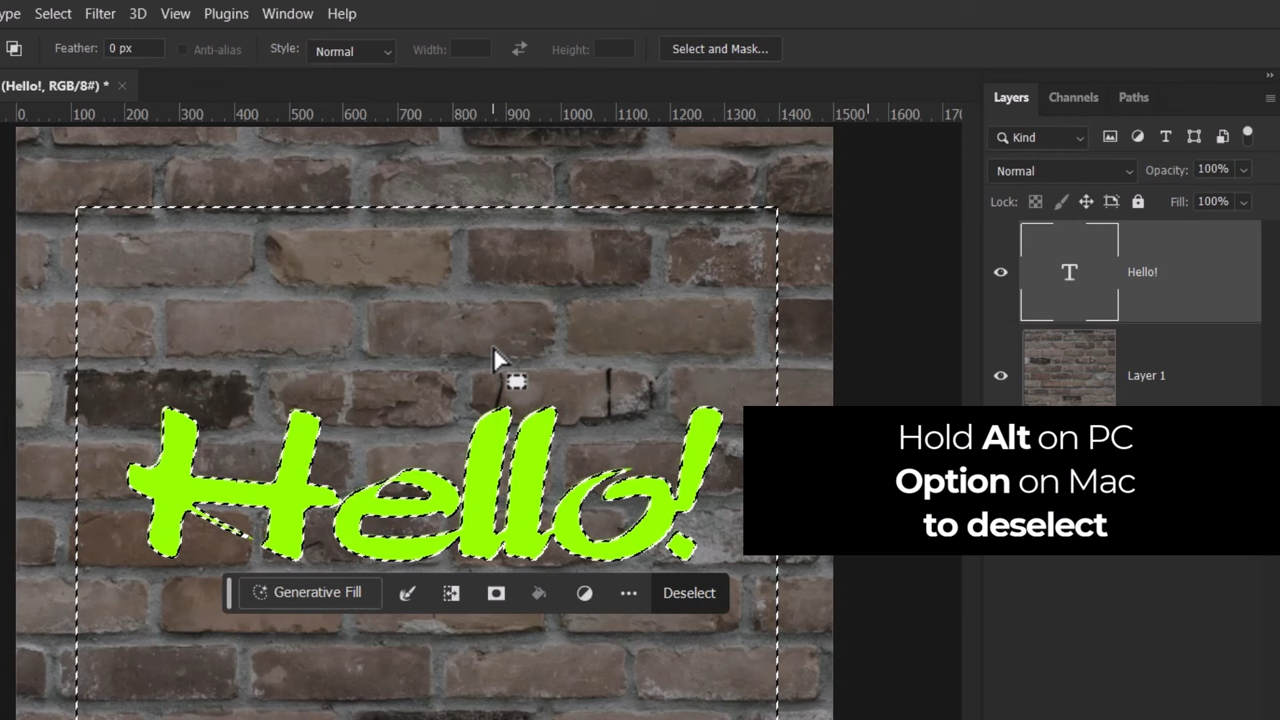 ype Select Filter 3D View Plugins Window Help
Feather: 0 px Anti-alias Style: Normal Width: Height: Select and Mask...
(Hello!, RGB/8#) *
0 100 200 300 400 500 600 700 800 900 1000 1100 1200 1300 1400 1500 1600 170
Layers Channels Paths
Kind
Normal Opacity: 100%
Lock: Fill: 100%
T Hello!
Layer 1
Hello!
Hold Alt on PC
Option on Mac
to deselect
Generative Fill Deselect